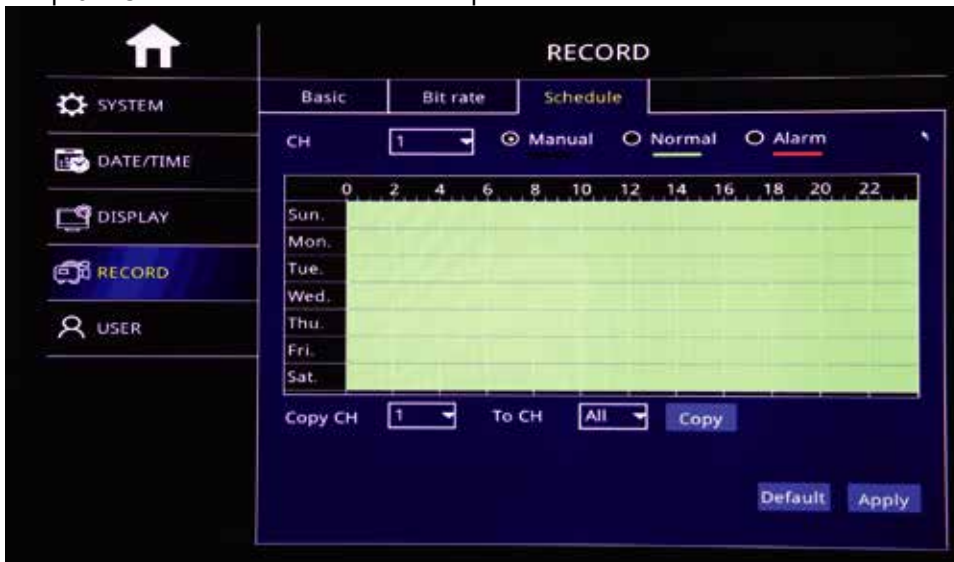 RECORD
SYSTEM
DATE/TIME
DISPLAY
RECORD
USER
Basic Bit rate Schedule
CH 1 Manual Normal Alarm
0 2 4 6 8 10 12 14 16 18 20 22
Sun.
Mon.
Tue.
Wed.
Thu.
Fri.
Sat.
Copy CH 1 To CH All Copy
Default Apply